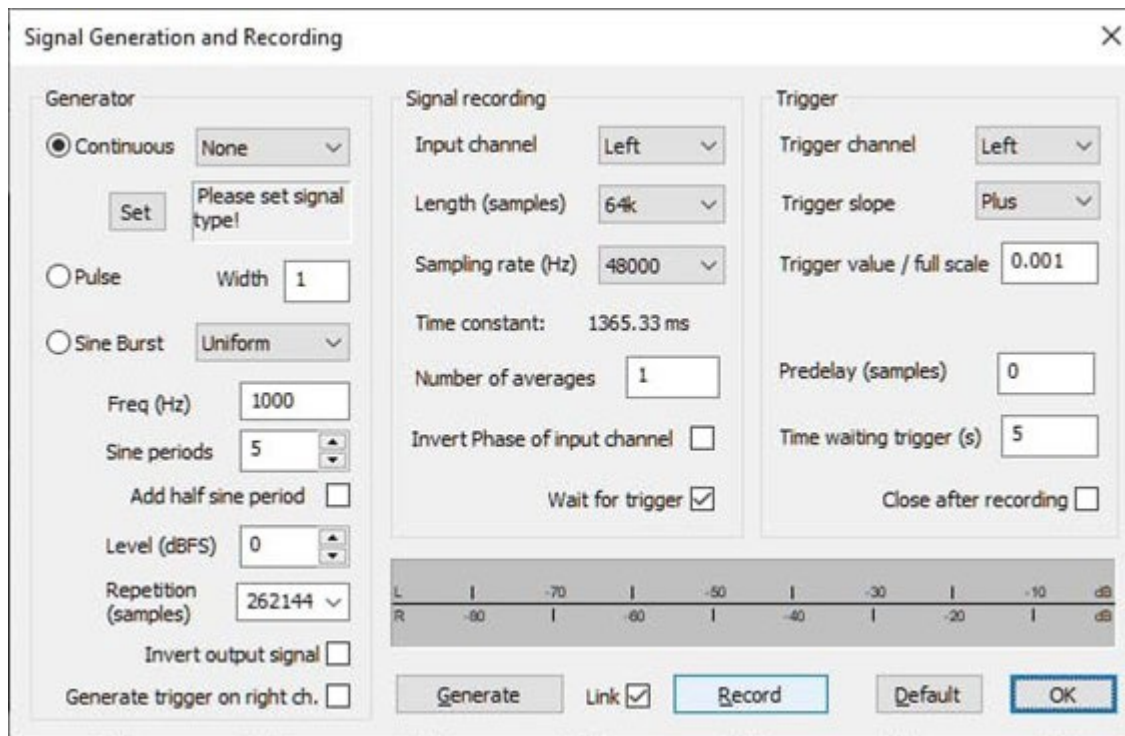 Signal Generation and Recording
Generator
Continuous None
Set Please set signal
type!
Pulse Width 1
Sine Burst Uniform
Freq (Hz) 1000
Sine periods 5
Add half sine period
Level (dBFS) 0
Repetition
(samples) 262144
Invert output signal
Generate trigger on right ch.
Signal recording
Input channel Left
Length (samples) 64k
Sampling rate (Hz) 48000
Time constant: 1365.33 ms
Number of averages 1
Invert Phase of input channel
Wait for trigger
Trigger
Trigger channel Left
Trigger slope Plus
Trigger value / full scale 0.001
Predelay (samples) 0
Time waiting trigger (s) 5
Close after recording
L -70 -50 -30 -10 dB
R -80 -60 -40 -20 dB
Generate Link Record Default OK